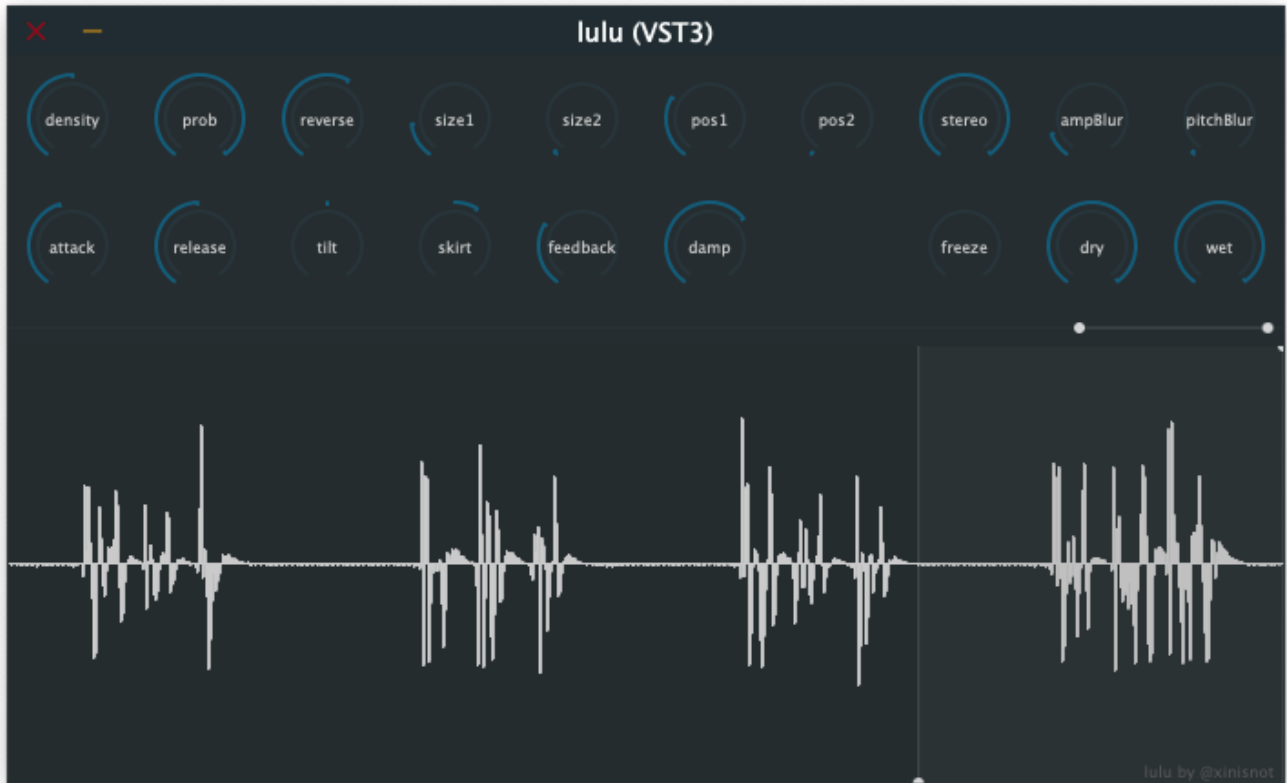 lulu (VST3)
density prob reverse size1 size2 pos1 pos2 stereo ampBlur pitchBlur
attack release tilt skirt feedback damp freeze dry wet
lulu by @xinisnot